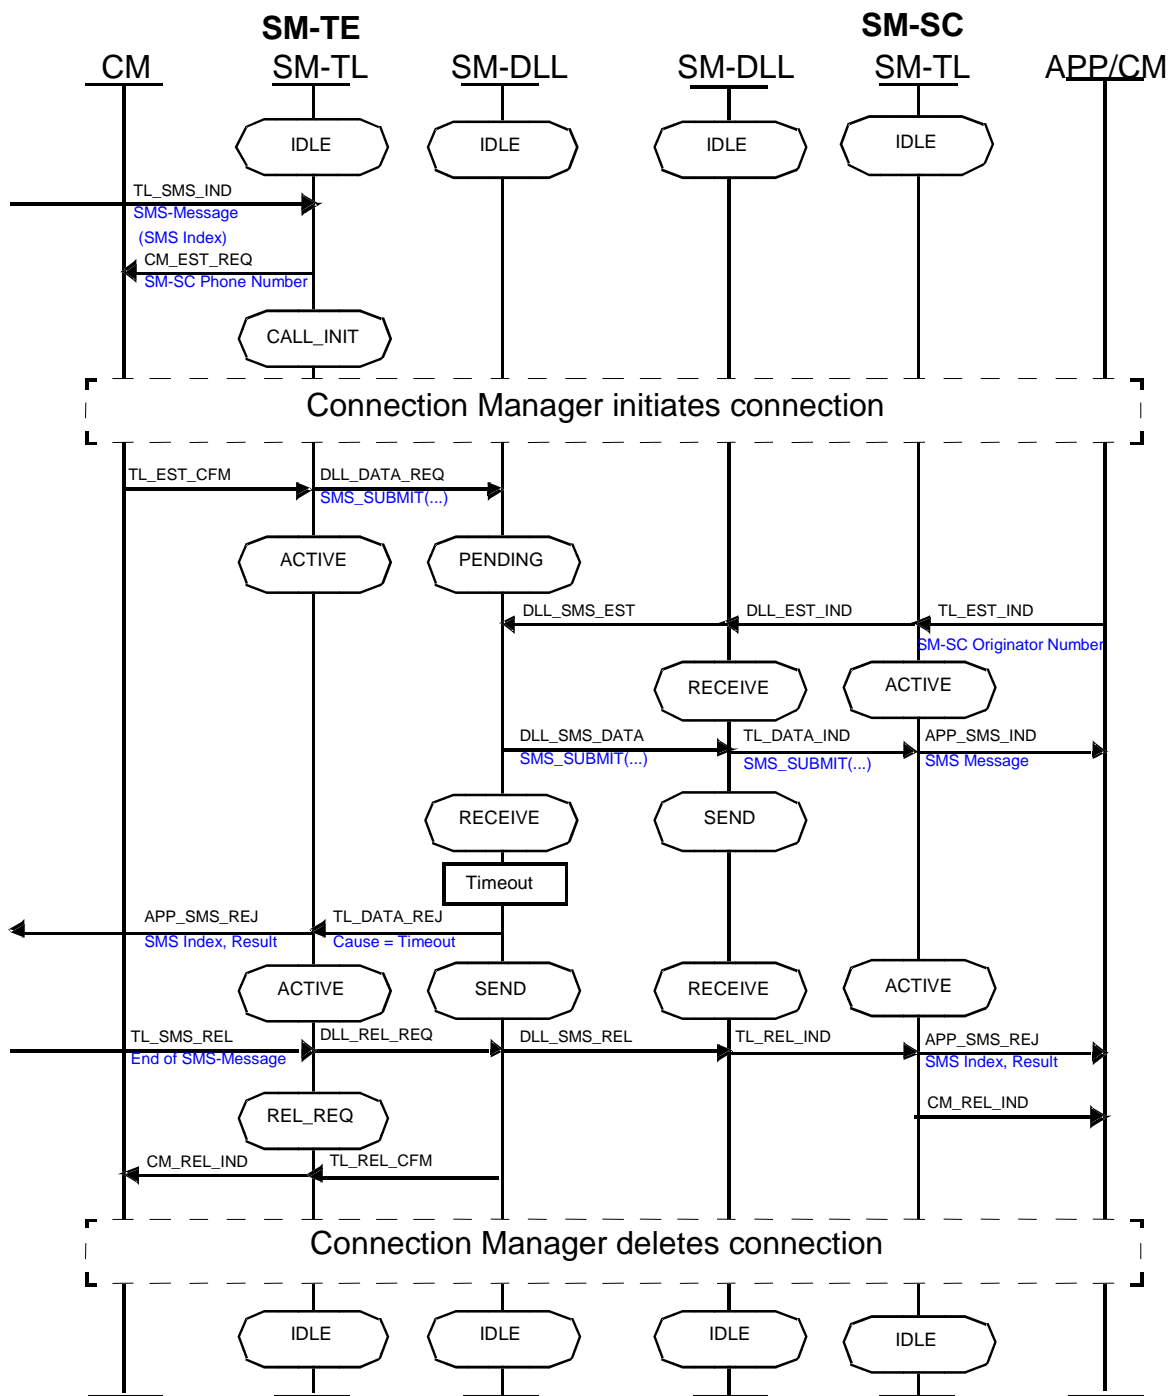 SM-TE SM-SC
CM SM-TL SM-DLL SM-DLL SM-TL APP/CM
IDLE IDLE IDLE IDLE
TL_SMS_IND
SMS-Message
(SMS Index)
CM_EST_REQ
SM-SC Phone Number
CALL_INIT
Connection Manager initiates connection
TL_EST_CFM DLL_DATA_REQ
SMS_SUBMIT(...)
ACTIVE PENDING
DLL_SMS_EST DLL_EST_IND TL_EST_IND
SM-SC Originator Number
RECEIVE ACTIVE
DLL_SMS_DATA TL_DATA_IND APP_SMS_IND
SMS_SUBMIT(...) SMS_SUBMIT(...) SMS Message
RECEIVE SEND
Timeout
APP_SMS_REJ TL_DATA_REJ
SMS Index, Result Cause = Timeout
ACTIVE SEND RECEIVE ACTIVE
TL_SMS_REL DLL_REL_REQ DLL_SMS_REL TL_REL_IND APP_SMS_REJ
End of SMS-Message SMS Index, Result
REL_REQ CM_REL_IND
CM_REL_IND TL_REL_CFM
Connection Manager deletes connection
IDLE IDLE IDLE IDLE